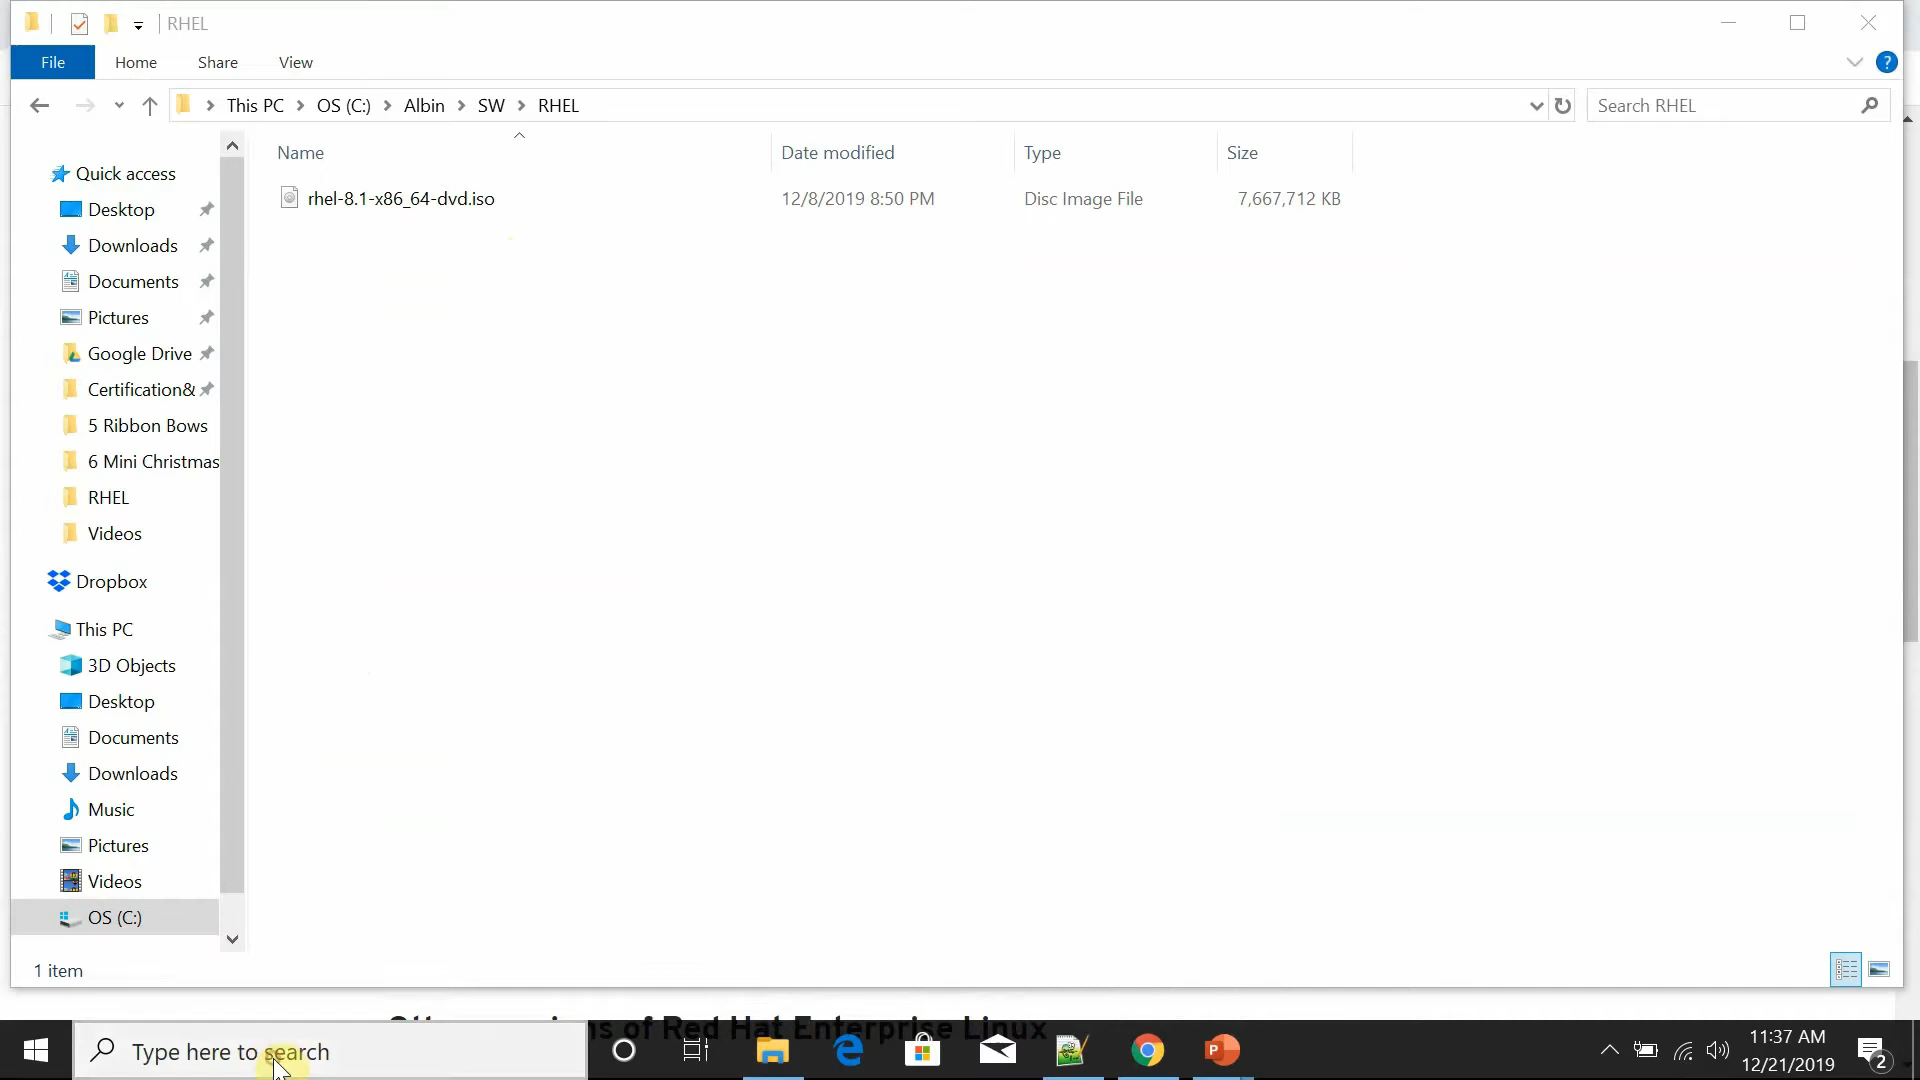 RHEL
File Home Share View
?
This PC OS (C:) Albin SW RHEL
Search RHEL
Name Date modified Type Size
rhel-8.1-x86_64-dvd.iso 12/8/2019 8:50 PM Disc Image File 7,667,712 KB
Quick access
Desktop
Downloads
Documents
Pictures
Google Drive
Certification&
5 Ribbon Bows
6 Mini Christmas
RHEL
Videos
Dropbox
This PC
3D Objects
Desktop
Documents
Downloads
Music
Pictures
Videos
OS (C:)
1 item
of Red Hat Enterprise Linux
Type here to search
11:37 AM
12/21/2019
2